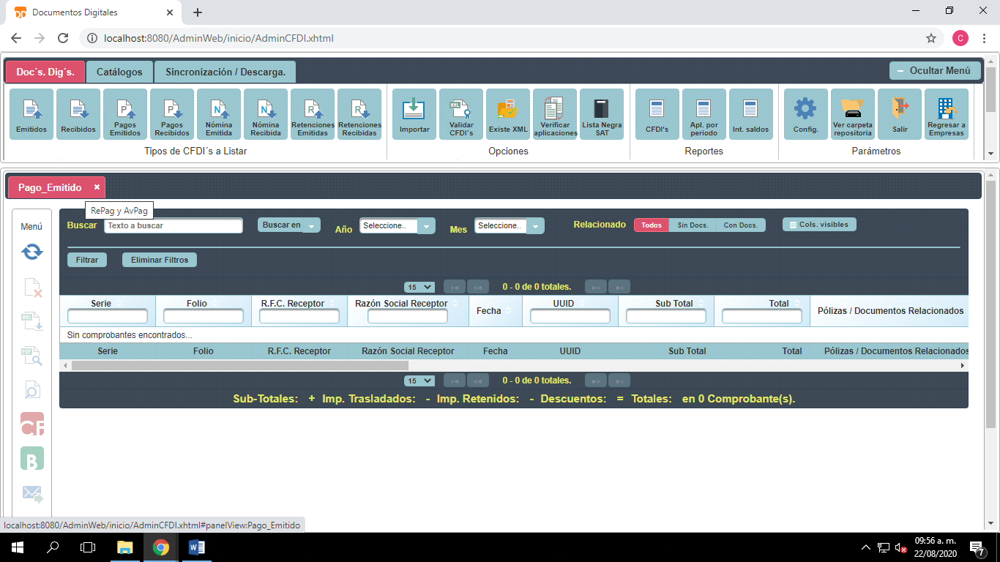 Documentos Digitales
localhost:8080/AdminWeb/inicio/AdminCFDI.xhtml
C
Doc´s. Dig´s.
Catálogos
Sincronización / Descarga.
Ocultar Menú
Emitidos
Recibidos
Pagos Emitidos
Pagos Recibidos
Nómina Emitida
Nómina Recibida
Retenciones Emitidas
Retenciones Recibidas
Importar
Validar CFDI´s
Existe XML
Verificar aplicaciones
Lista Negra SAT
CFDI's
Apl. por periodo
Int. saldos
Config.
Ver carpeta repositoria
Salir
Regresar a Empresas
Tipos de CFDI´s a Listar
Opciones
Reportes
Parámetros
Pago_Emitido
RePag y AvPag
Menú
Buscar
Texto a buscar
Buscar en
Año
Seleccione..
Mes
Seleccione..
Relacionado
Todos
Sin Docs.
Con Docs.
Cols. visibles
Filtrar
Eliminar Filtros
15
0 - 0 de 0 totales.
Serie
Folio
R.F.C. Receptor
Razón Social Receptor
Fecha
UUID
Sub Total
Total
Pólizas / Documentos Relacionados
Sin comprobantes encontrados...
Serie
Folio
R.F.C. Receptor
Razón Social Receptor
Fecha
UUID
Sub Total
Total
Pólizas / Documentos Relacionados
15
0 - 0 de 0 totales.
Sub-Totales: + Imp. Trasladados: - Imp. Retenidos: - Descuentos: = Totales: en 0 Comprobante(s).
localhost:8080/AdminWeb/inicio/AdminCFDI.xhtml#panelView:Pago_Emitido
09:56 a. m.
22/08/2020
7